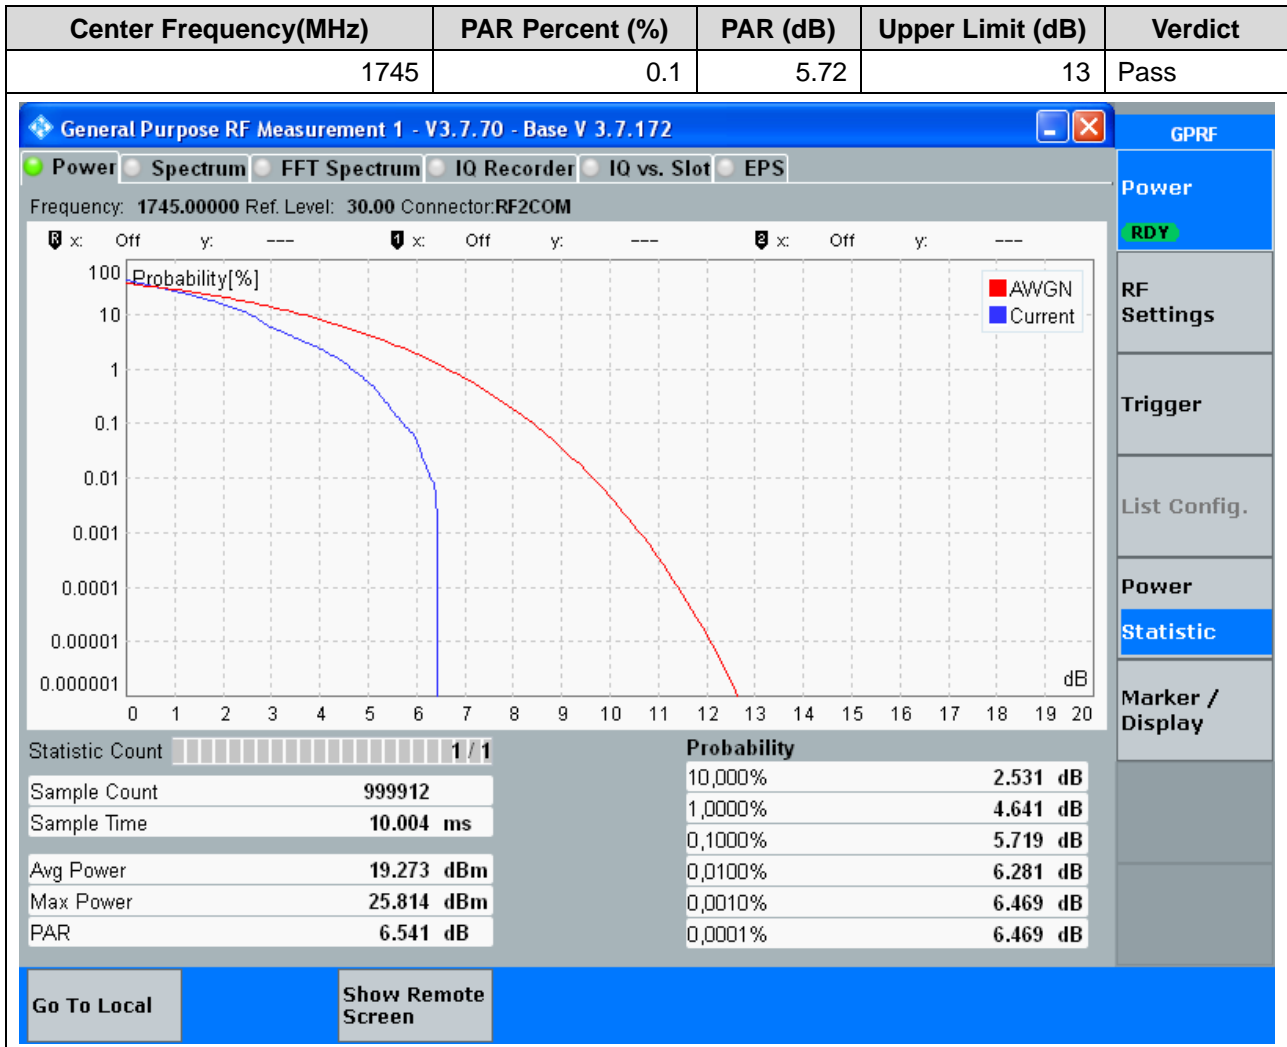 Center Frequency(MHz) PAR Percent (%) PAR (dB) Upper Limit (dB) Verdict
1745 0.1 5.72 13 Pass
General Purpose RF Measurement 1 - V3.7.70 - Base V 3.7.172
GPRF
Power Spectrum FFT Spectrum IQ Recorder IQ vs. Slot EPS
Power
RDY
Frequency: 1745.00000 Ref. Level: 30.00 Connector:RF2COM
R x: Off y: --- 1 x: Off y: --- 2 x: Off y: ---
Probability[%]
AWGN
Current
100
10
1
0.1
0.01
0.001
0.0001
0.00001
0.000001
dB
0 1 2 3 4 5 6 7 8 9 10 11 12 13 14 15 16 17 18 19 20
RF
Settings
Trigger
List Config.
Power
Statistic
Marker /
Display
Statistic Count 1 / 1
Sample Count 999912
Sample Time 10.004 ms
Avg Power 19.273 dBm
Max Power 25.814 dBm
PAR 6.541 dB
Probability
10,000% 2.531 dB
1,0000% 4.641 dB
0,1000% 5.719 dB
0,0100% 6.281 dB
0,0010% 6.469 dB
0,0001% 6.469 dB
Go To Local
Show Remote
Screen